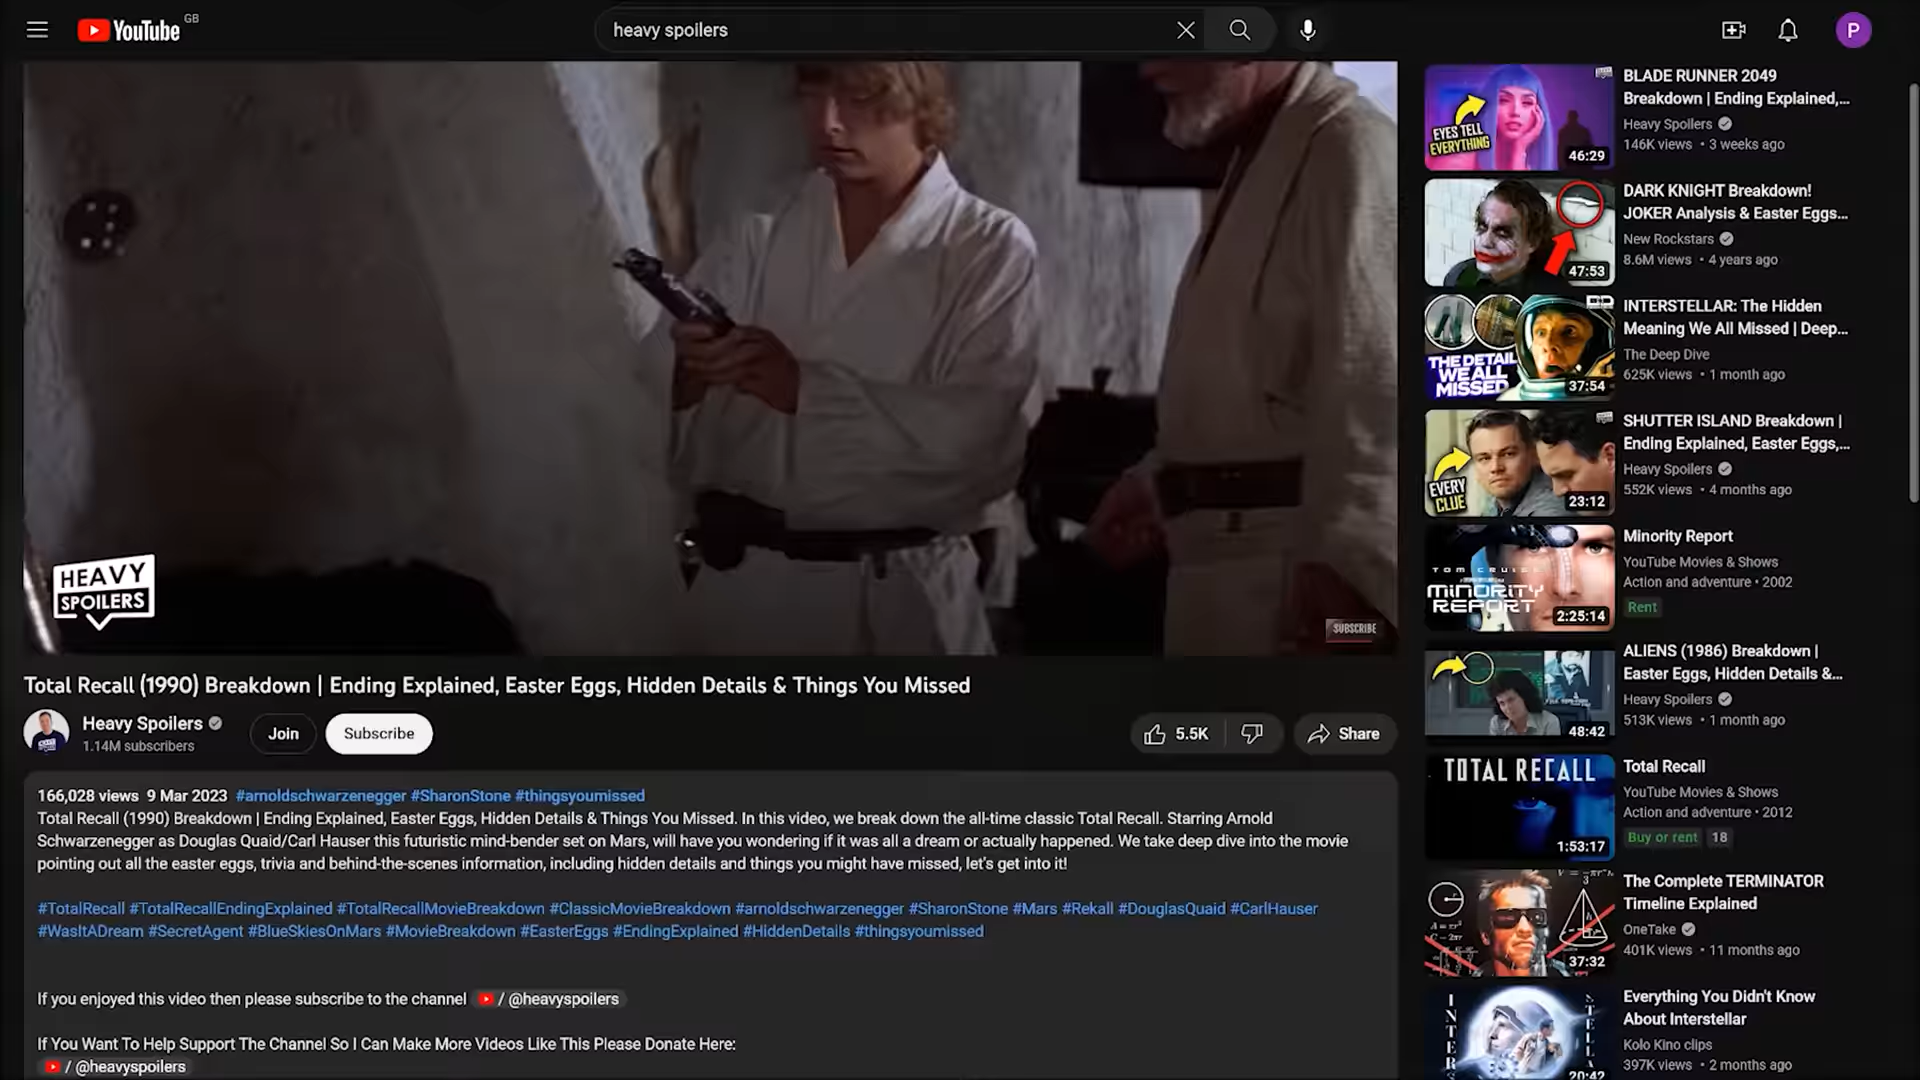 YouTube GB
heavy spoilers
P
HEAVY
SPOILERS
SUBSCRIBE
Total Recall (1990) Breakdown | Ending Explained, Easter Eggs, Hidden Details & Things You Missed
Heavy Spoilers
1.14M subscribers
Join
Subscribe
5.5K
Share
166,028 views 9 Mar 2023 #arnoldschwarzenegger #SharonStone #thingsyoumissed
Total Recall (1990) Breakdown | Ending Explained, Easter Eggs, Hidden Details & Things You Missed. In this video, we break down the all-time classic Total Recall. Starring Arnold
Schwarzenegger as Douglas Quaid/Carl Hauser this futuristic mind-bender set on Mars, will have you wondering if it was all a dream or actually happened. We take deep dive into the movie
pointing out all the easter eggs, trivia and behind-the-scenes information, including hidden details and things you might have missed, let's get into it!
#TotalRecall #TotalRecallEndingExplained #TotalRecallMovieBreakdown #ClassicMovieBreakdown #arnoldschwarzenegger #SharonStone #Mars #Rekall #DouglasQuaid #CarlHauser
#WasItADream #SecretAgent #BlueSkiesOnMars #MovieBreakdown #EasterEggs #EndingExplained #HiddenDetails #thingsyoumissed
If you enjoyed this video then please subscribe to the channel / @heavyspoilers
If You Want To Help Support The Channel So I Can Make More Videos Like This Please Donate Here:
/ @heavyspoilers
EYES TELL
EVERYTHING
46:29
BLADE RUNNER 2049
Breakdown | Ending Explained,...
Heavy Spoilers
146K views • 3 weeks ago
47:53
DARK KNIGHT Breakdown!
JOKER Analysis & Easter Eggs...
New Rockstars
8.6M views • 4 years ago
THE DETAIL
WE ALL
MISSED
37:54
INTERSTELLAR: The Hidden
Meaning We All Missed | Deep...
The Deep Dive
625K views • 1 month ago
EVERY
CLUE
23:12
SHUTTER ISLAND Breakdown |
Ending Explained, Easter Eggs,...
Heavy Spoilers
552K views • 4 months ago
TOM CRUISE
MINORITY
REPORT
2:25:14
Minority Report
YouTube Movies & Shows
Action and adventure • 2002
Rent
48:42
ALIENS (1986) Breakdown |
Easter Eggs, Hidden Details &...
Heavy Spoilers
513K views • 1 month ago
TOTAL RECALL
1:53:17
Total Recall
YouTube Movies & Shows
Action and adventure • 2012
Buy or rent 18
37:32
The Complete TERMINATOR
Timeline Explained
OneTake
401K views • 11 months ago
INTER
STELLA
20:42
Everything You Didn't Know
About Interstellar
Kolo Kino clips
397K views • 2 months ago